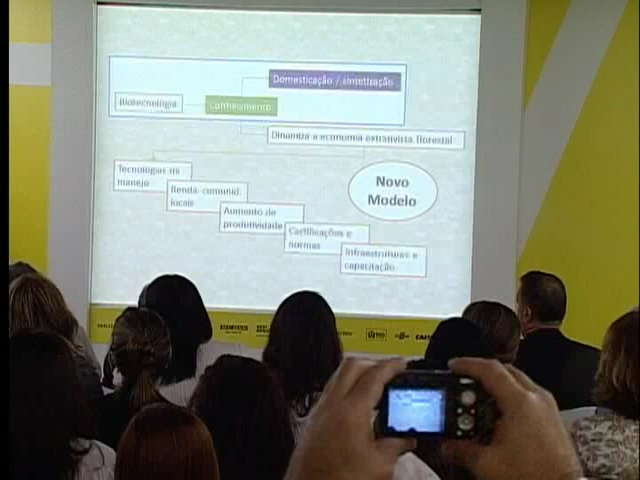 Domesticação / sintetização
Biotecnologia
Conhecimento
Dinamiza a economia extrativista florestal
Tecnologias de
manejo
Renda comunid.
locais
Aumento de
produtividade
Certificações e
normas
Infraestrutura e
capacitação
Novo
Modelo